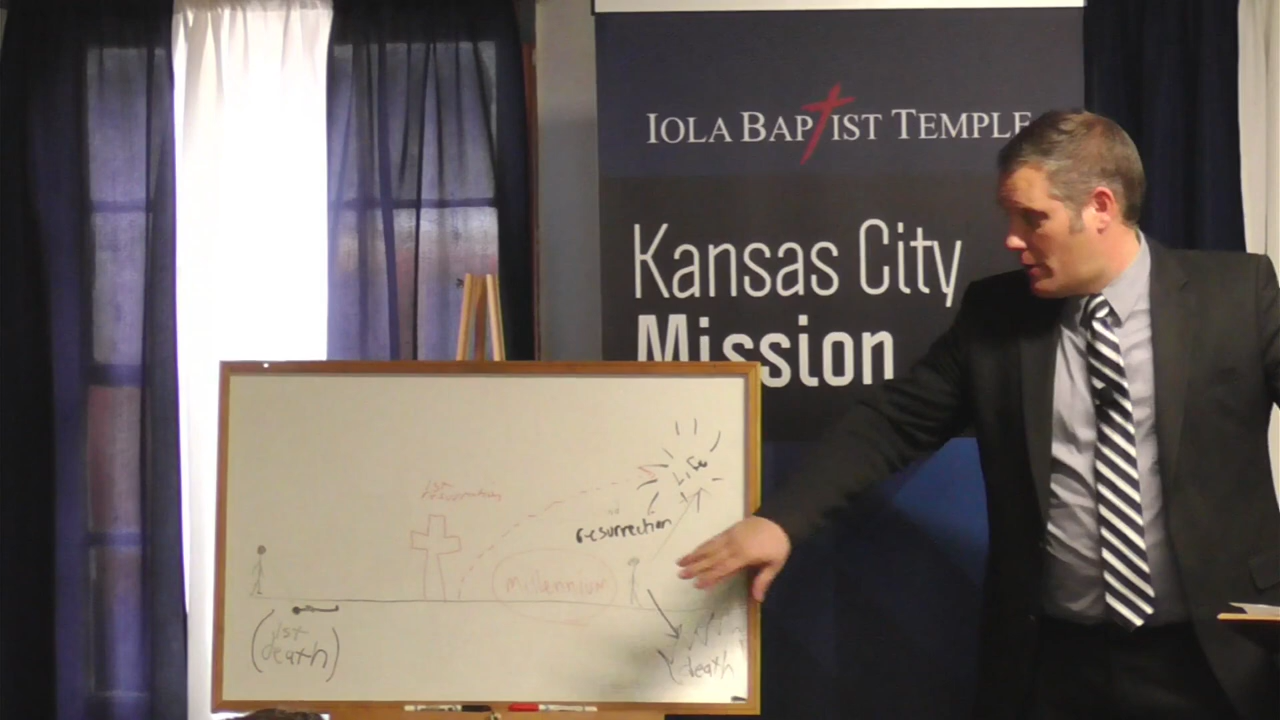 IOLA BAPTIST TEMPLE
Kansas City
Mission
Life
1st
resurrection
resurrection
millennium
1st
death
death